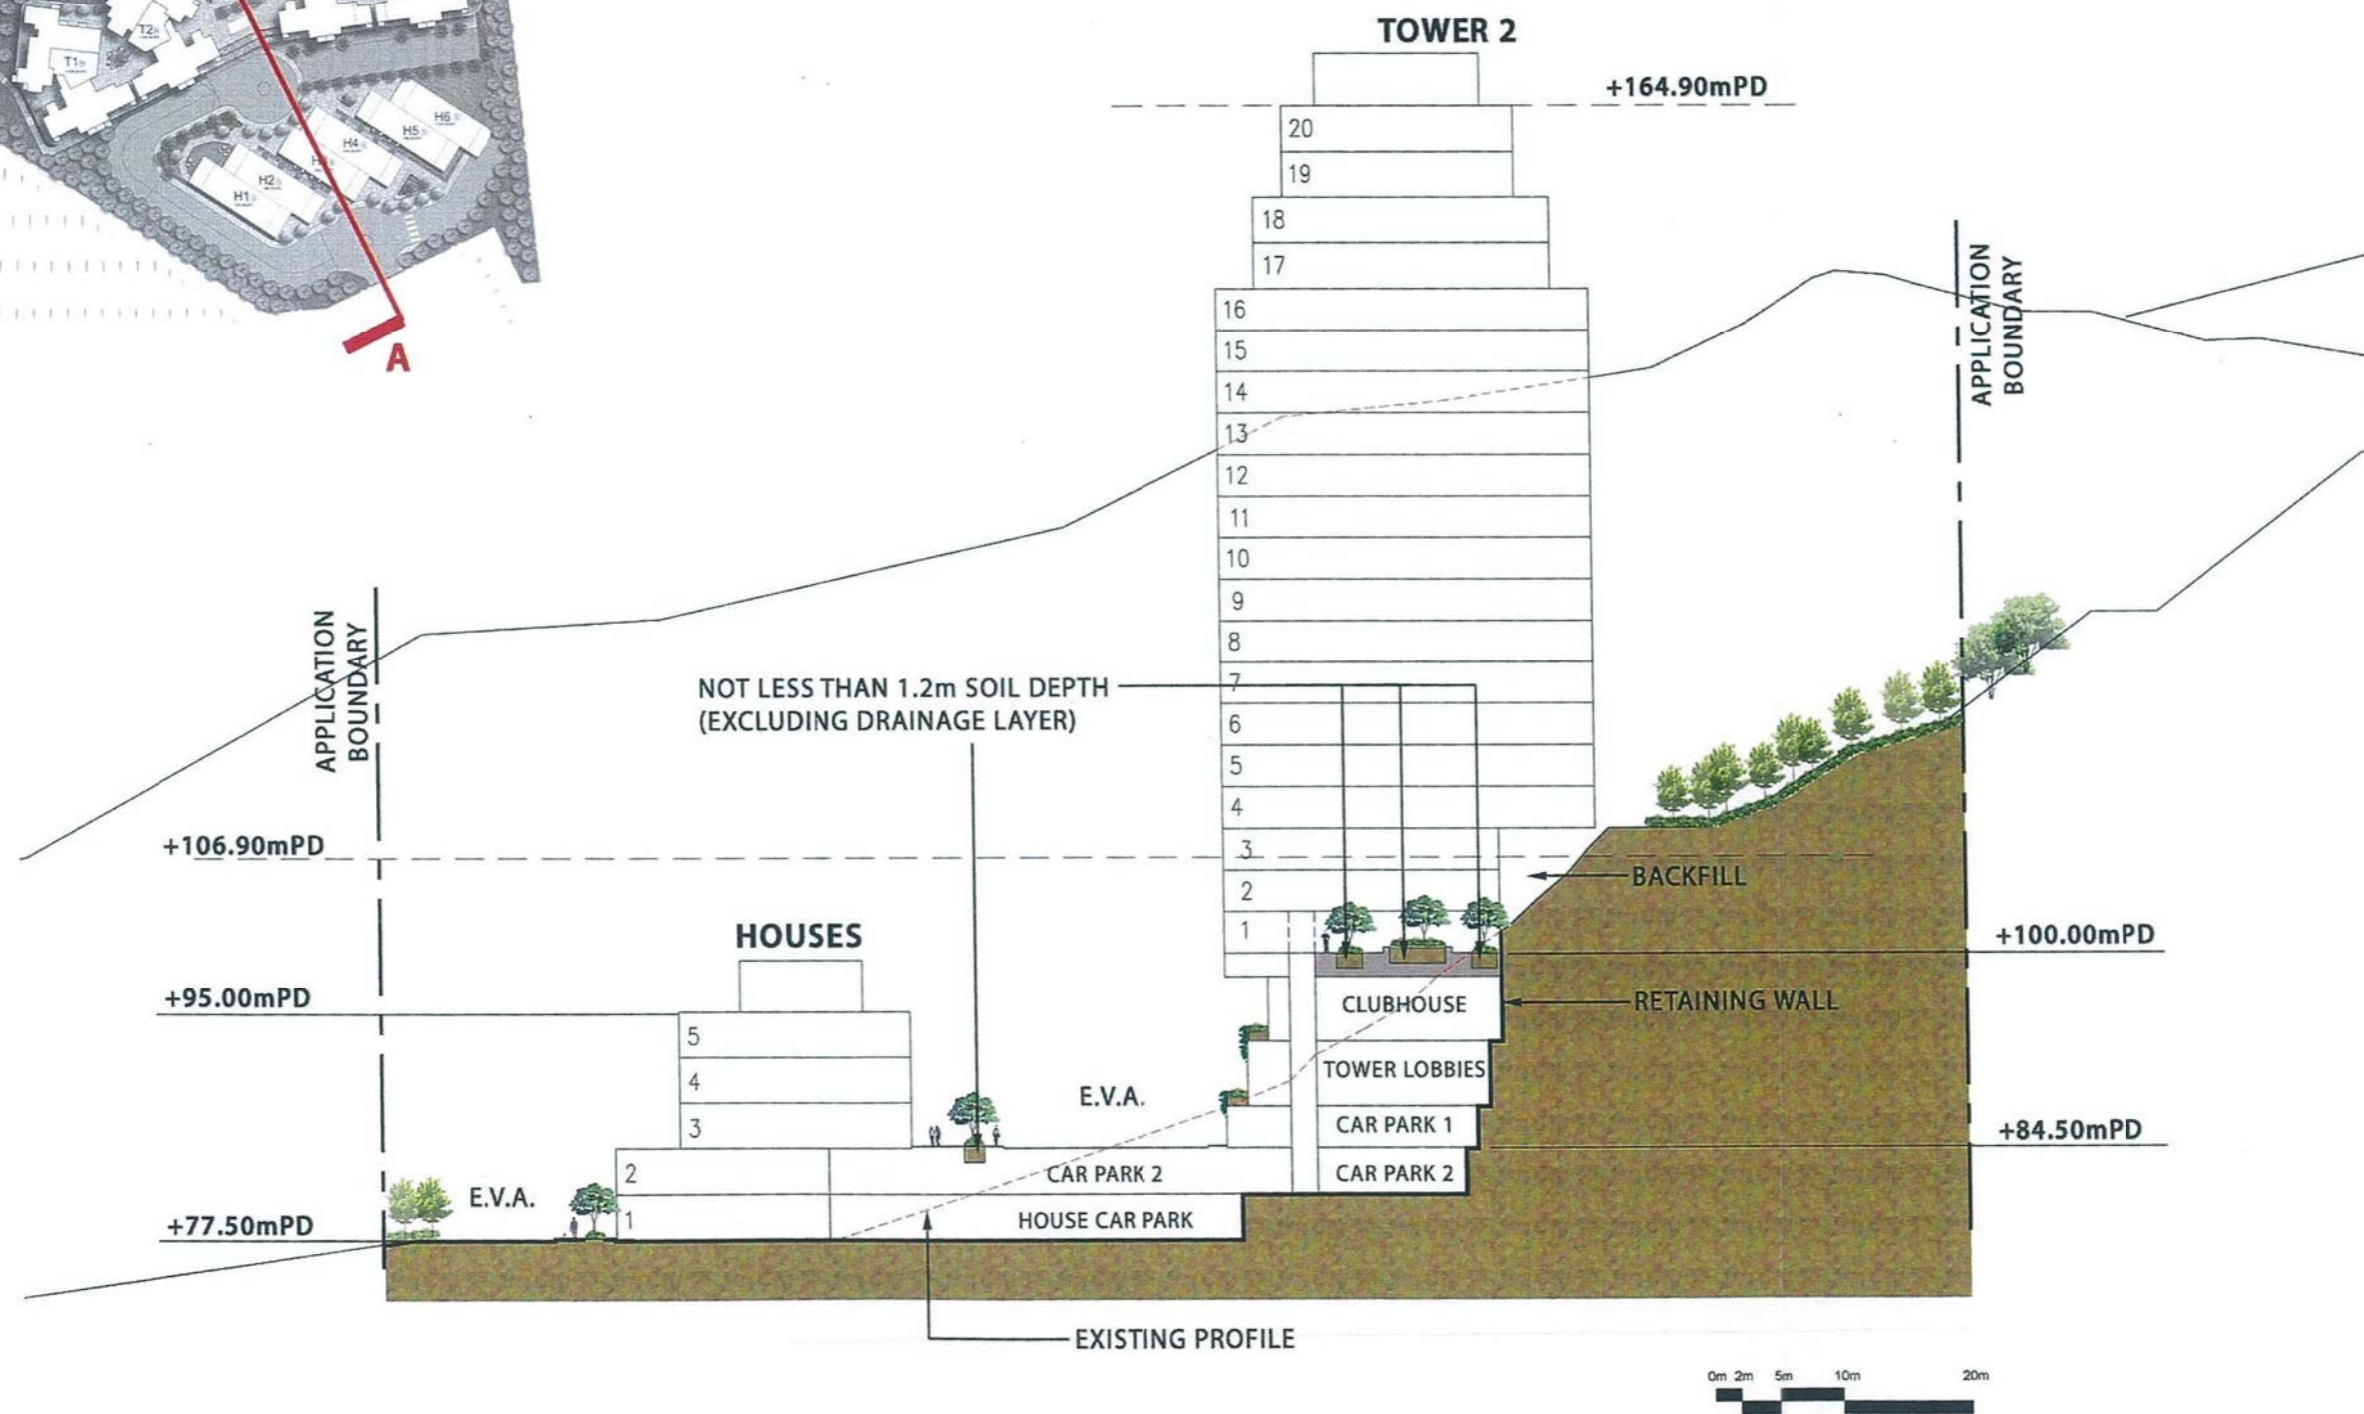 T2
T1
H6
H5
H4
H3
H2
H1
A
TOWER 2
+164.90mPD
20
19
18
17
16
15
14
13
12
11
10
9
8
7
6
5
4
3
2
1
APPLICATION
BOUNDARY
APPLICATION
BOUNDARY
NOT LESS THAN 1.2m SOIL DEPTH
(EXCLUDING DRAINAGE LAYER)
+106.90mPD
BACKFILL
HOUSES
+100.00mPD
+95.00mPD
CLUBHOUSE
RETAINING WALL
5
4
3
2
1
TOWER LOBBIES
E.V.A.
CAR PARK 1
+84.50mPD
CAR PARK 2
CAR PARK 2
E.V.A.
+77.50mPD
HOUSE CAR PARK
EXISTING PROFILE
0m 2m 5m 10m 20m